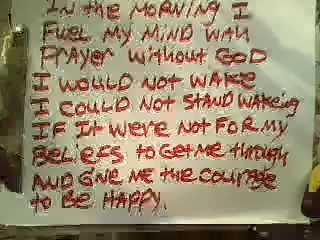 In the MORNING I
FUEL MY MIND WITH
PRAYER WITHOUT GOD
I WOULD NOT WAKE
I COULD NOT STAND WAKEING
IF IT WERE NOT FOR MY
BELIEFS TO GET ME through
AND GIVE ME the COURAGE
to BE HAPPY.